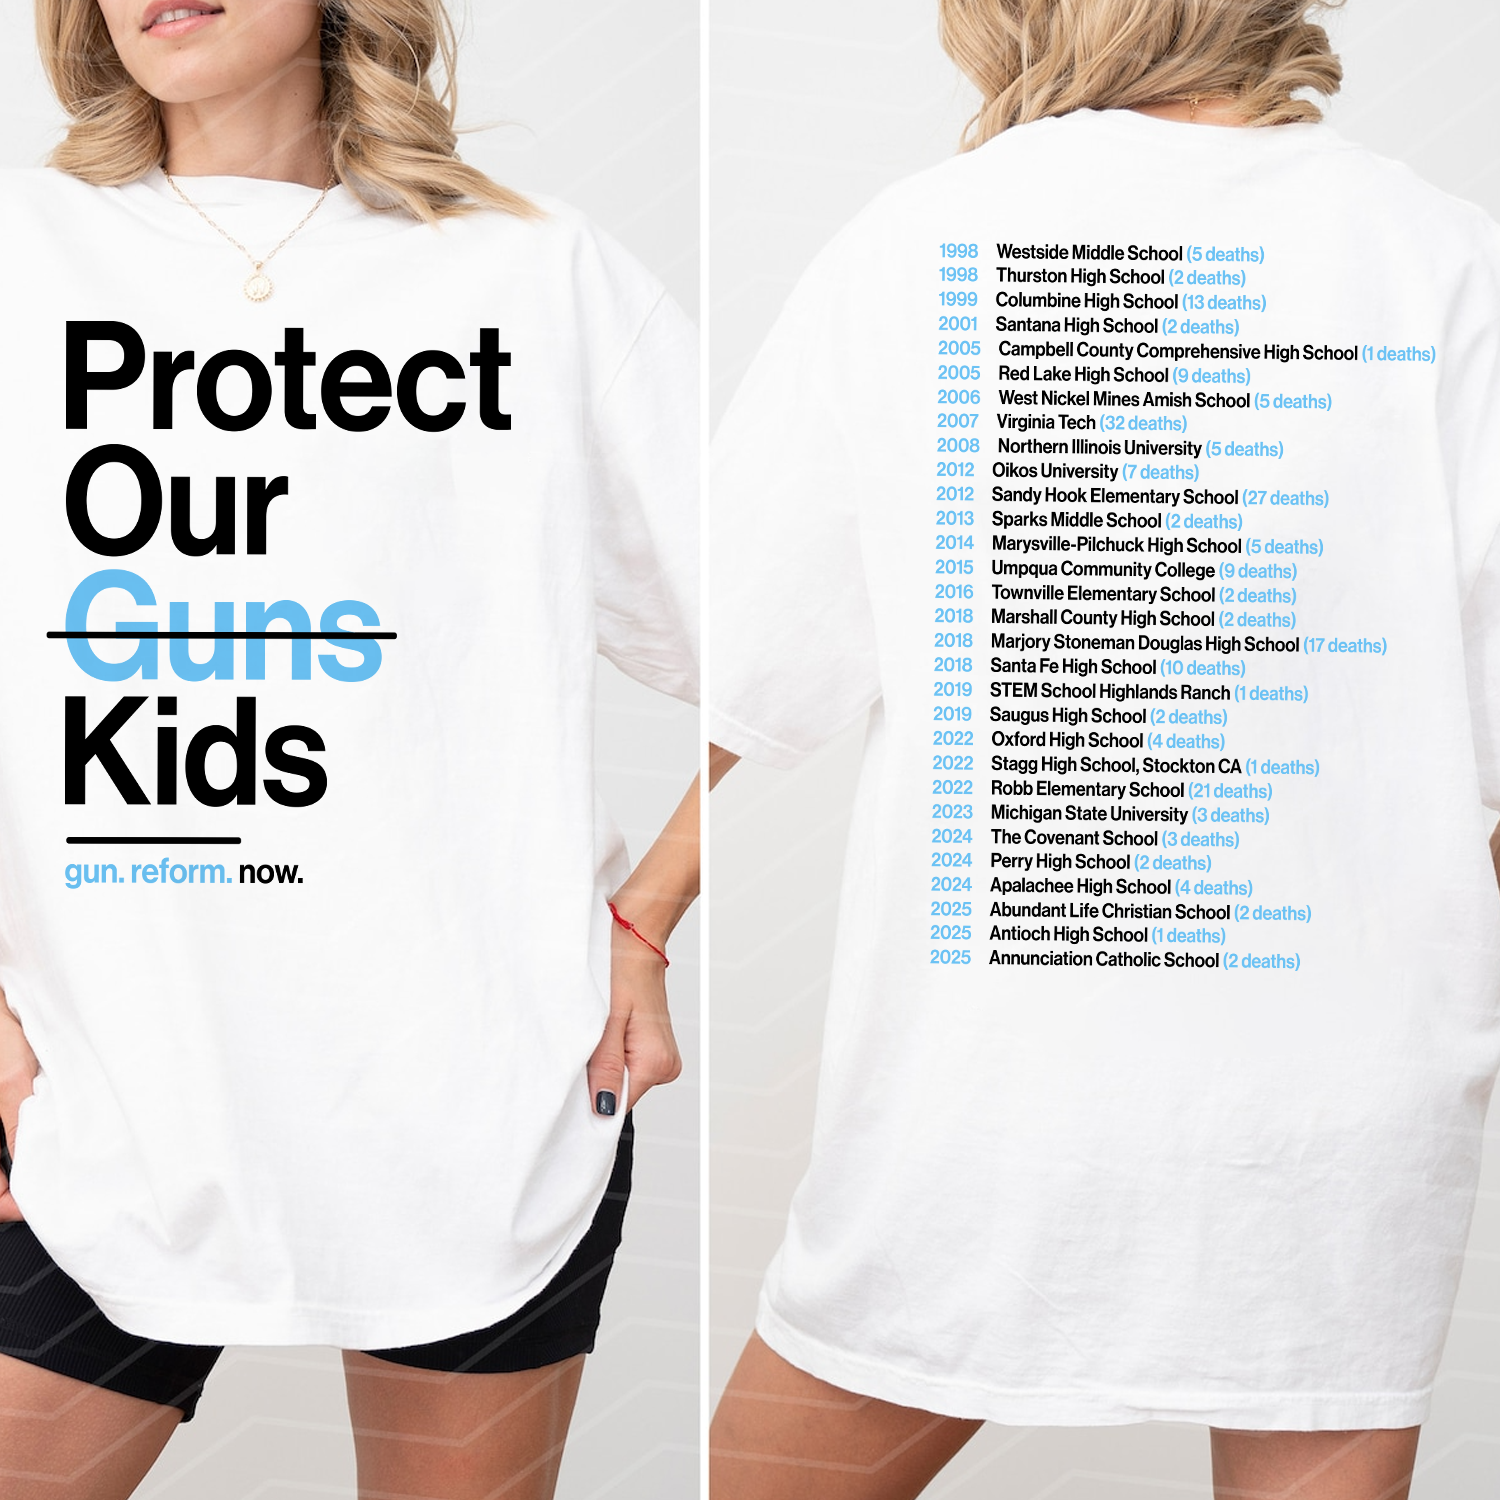 Protect
Our
Guns
Kids
gun. reform. now.
1998 Westside Middle School (5 deaths)
1998 Thurston High School (2 deaths)
1999 Columbine High School (13 deaths)
2001 Santana High School (2 deaths)
2005 Campbell County Comprehensive High School (1 deaths)
2005 Red Lake High School (9 deaths)
2006 West Nickel Mines Amish School (5 deaths)
2007 Virginia Tech (32 deaths)
2008 Northern Illinois University (5 deaths)
2012 Oikos University (7 deaths)
2012 Sandy Hook Elementary School (27 deaths)
2013 Sparks Middle School (2 deaths)
2014 Marysville-Pilchuck High School (5 deaths)
2015 Umpqua Community College (9 deaths)
2016 Townville Elementary School (2 deaths)
2018 Marshall County High School (2 deaths)
2018 Marjory Stoneman Douglas High School (17 deaths)
2018 Santa Fe High School (10 deaths)
2019 STEM School Highlands Ranch (1 deaths)
2019 Saugus High School (2 deaths)
2022 Oxford High School (4 deaths)
2022 Stagg High School, Stockton CA (1 deaths)
2022 Robb Elementary School (21 deaths)
2023 Michigan State University (3 deaths)
2024 The Covenant School (3 deaths)
2024 Perry High School (2 deaths)
2024 Apalachee High School (4 deaths)
2025 Abundant Life Christian School (2 deaths)
2025 Antioch High School (1 deaths)
2025 Annunciation Catholic School (2 deaths)